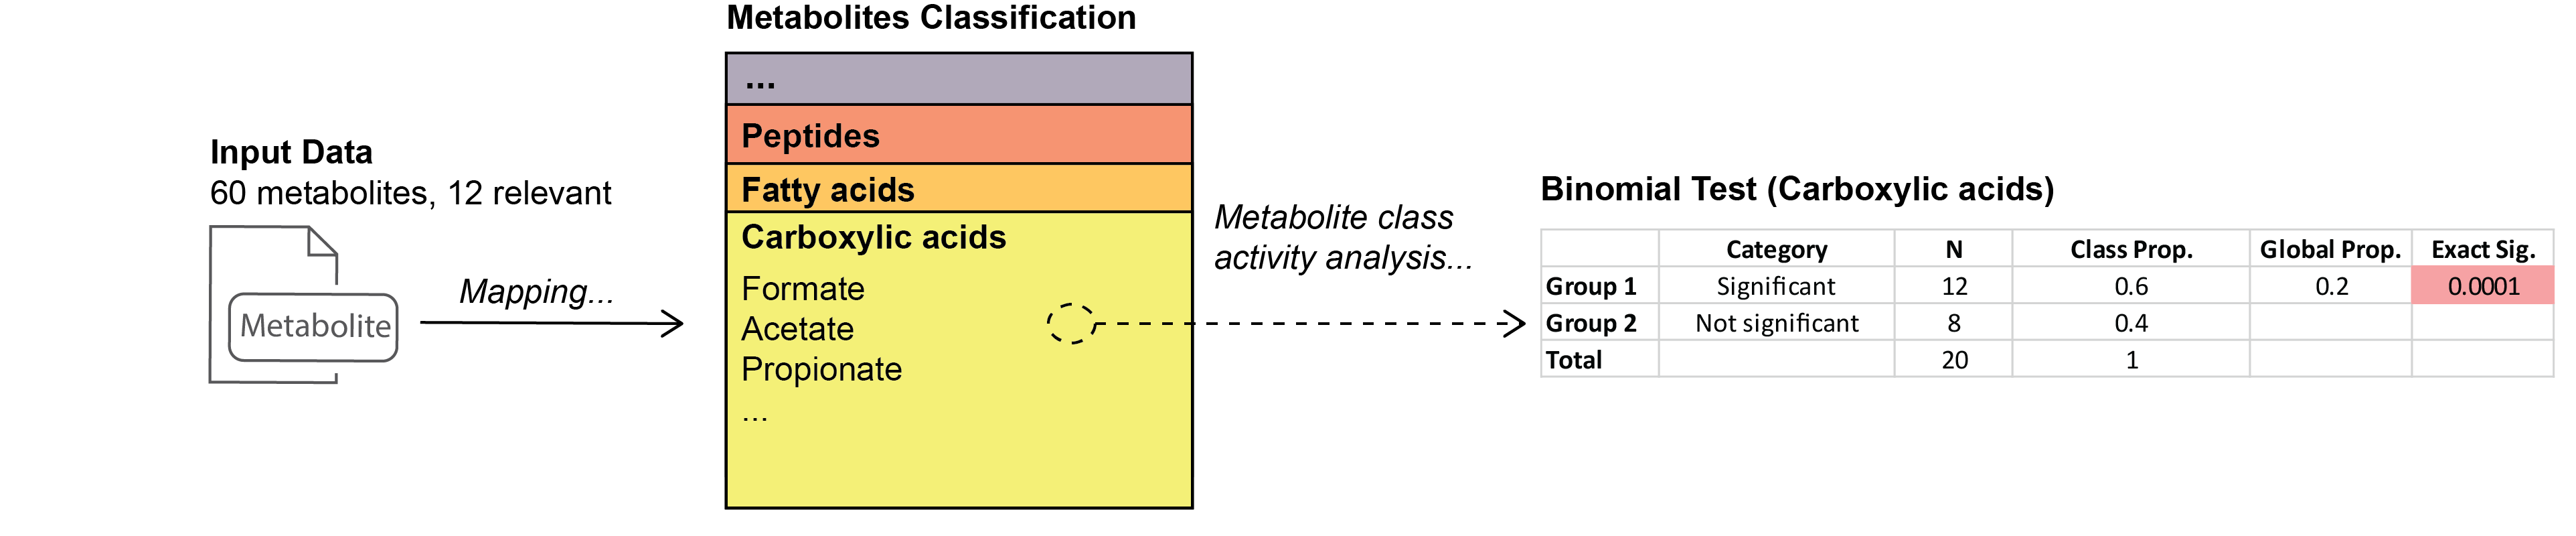 Metabolites Classification
Input Data
60 metabolites, 12 relevant
Metabolite
Mapping...
...
Peptides
Fatty acids
Carboxylic acids
Formate
Acetate
Propionate
...
Metabolite class
activity analysis...
Binomial Test (Carboxylic acids)
Category N Class Prop. Global Prop. Exact Sig.
Group 1 Significant 12 0.6 0.2 0.0001
Group 2 Not significant 8 0.4
Total 20 1